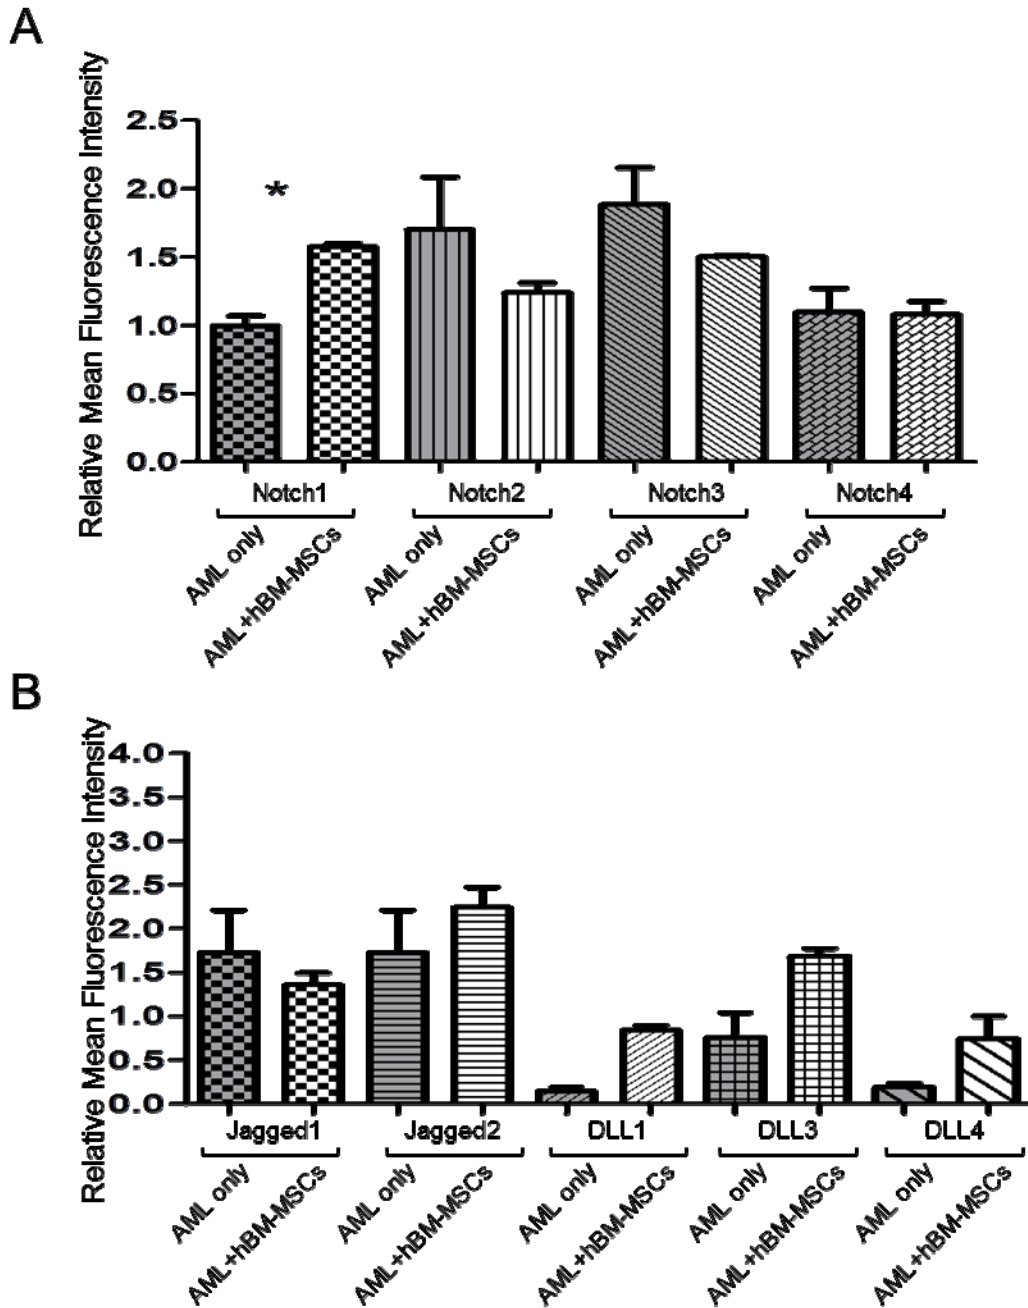 A
Relative Mean Fluorescence Intensity
2.5
2.0
1.5
1.0
0.5
0.0
*
Notch1
Notch2
Notch3
Notch4
AML only
AML+hBM-MSCs
AML only
AML+hBM-MSCs
AML only
AML+hBM-MSCs
AML only
AML+hBM-MSCs
B
Relative Mean Fluorescence Intensity
4.0
3.5
3.0
2.5
2.0
1.5
1.0
0.5
0.0
Jagged1
Jagged2
DLL1
DLL3
DLL4
AML only
AML+hBM-MSCs
AML only
AML+hBM-MSCs
AML only
AML+hBM-MSCs
AML only
AML+hBM-MSCs
AML only
AML+hBM-MSCs